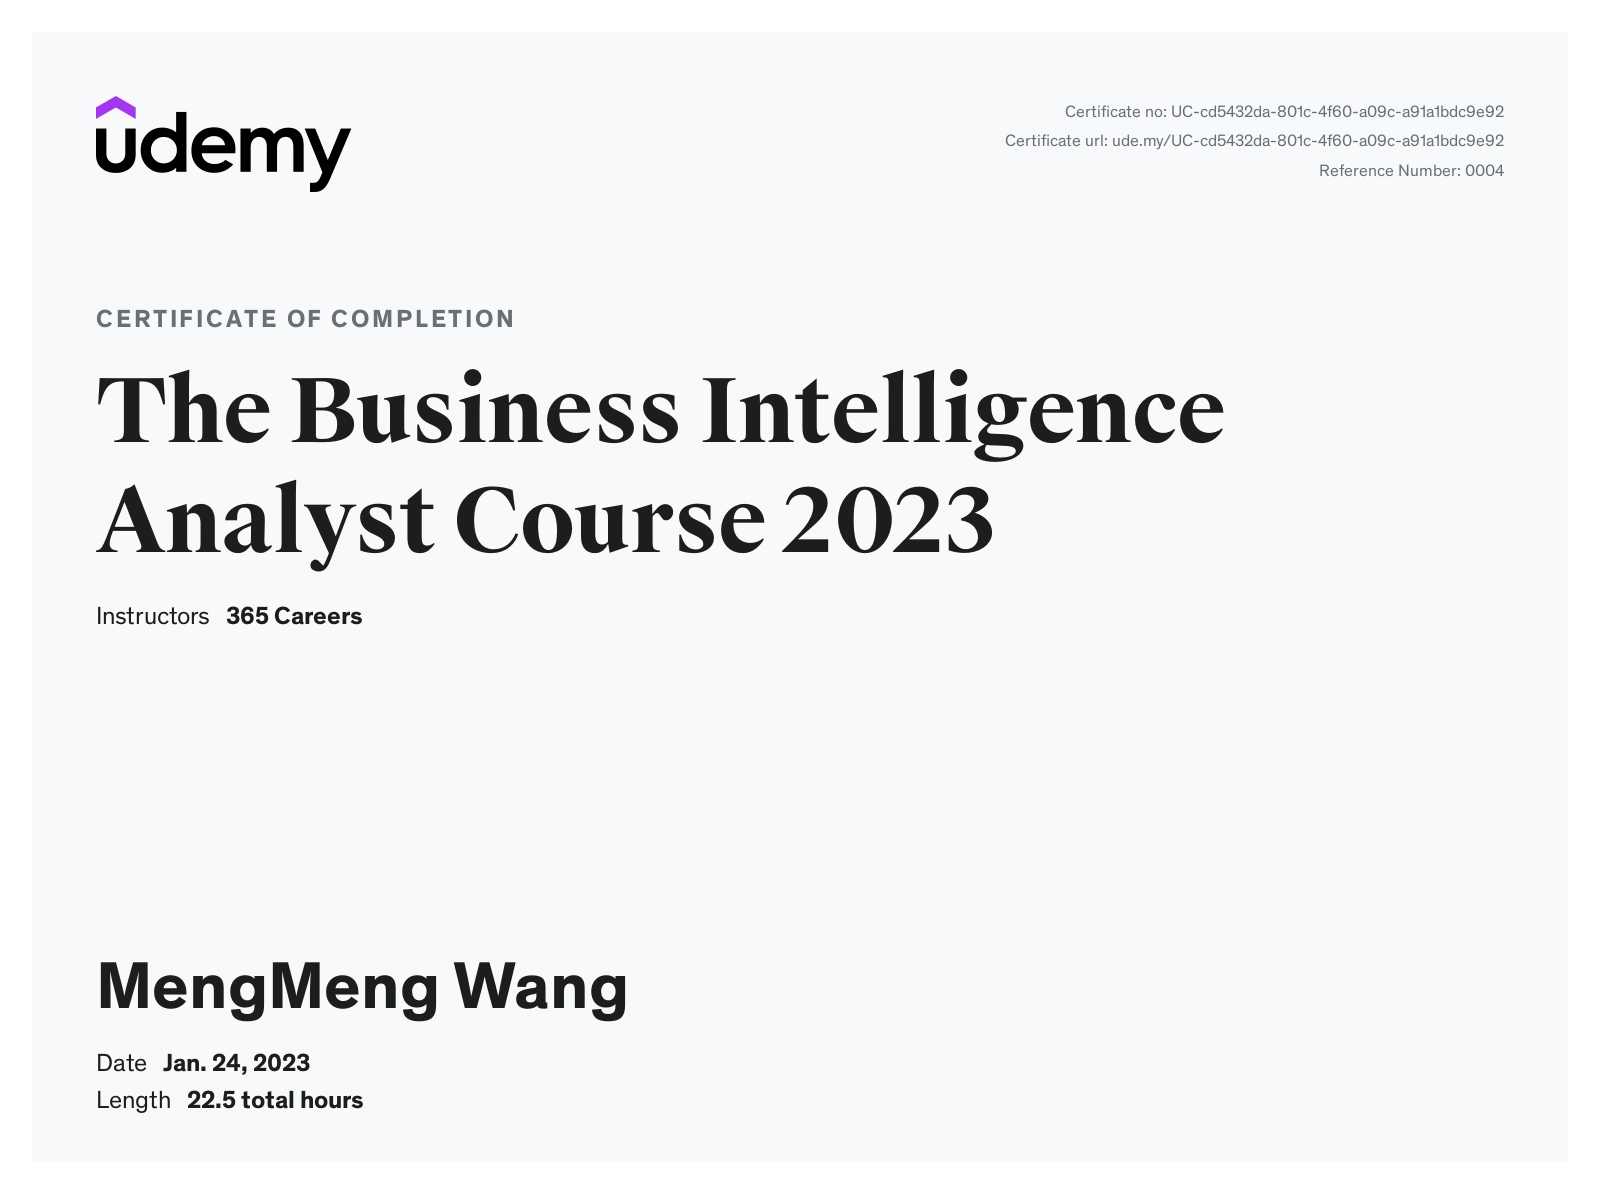 udemy
Certificate no: UC-cd5432da-801c-4f60-a09c-a91a1bdc9e92
Certificate url: ude.my/UC-cd5432da-801c-4f60-a09c-a91a1bdc9e92
Reference Number: 0004
CERTIFICATE OF COMPLETION
The Business Intelligence
Analyst Course 2023
Instructors 365 Careers
MengMeng Wang
Date Jan. 24, 2023
Length 22.5 total hours